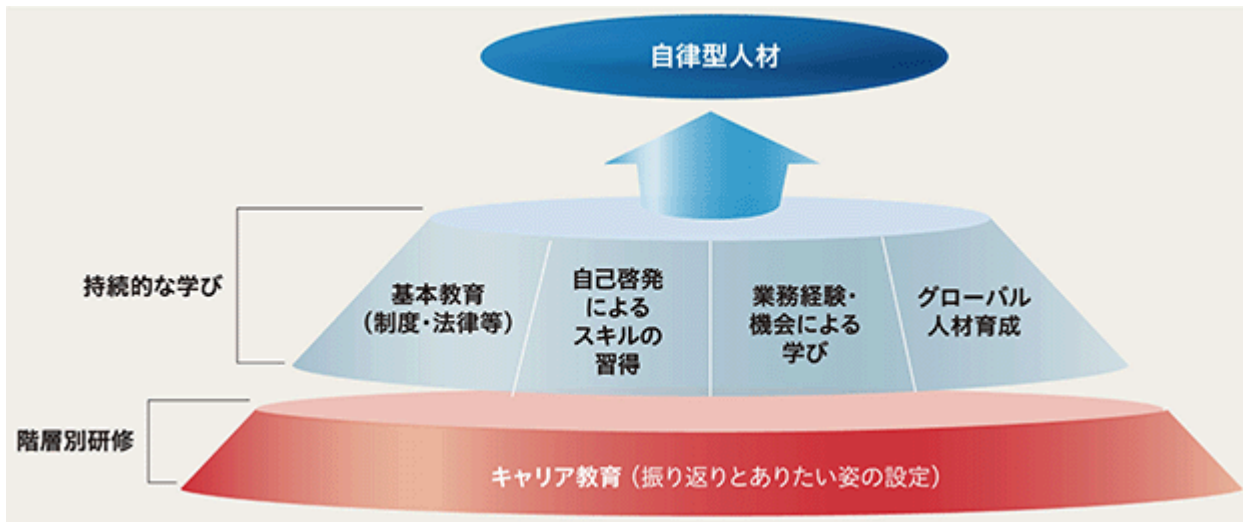 自律型人材
持続的な学び
基本教育
（制度・法律等）
自己啓発
による
スキルの
習得
業務経験・
機会による
学び
グローバル
人材育成
階層別研修
キャリア教育（振り返りとありたい姿の設定）